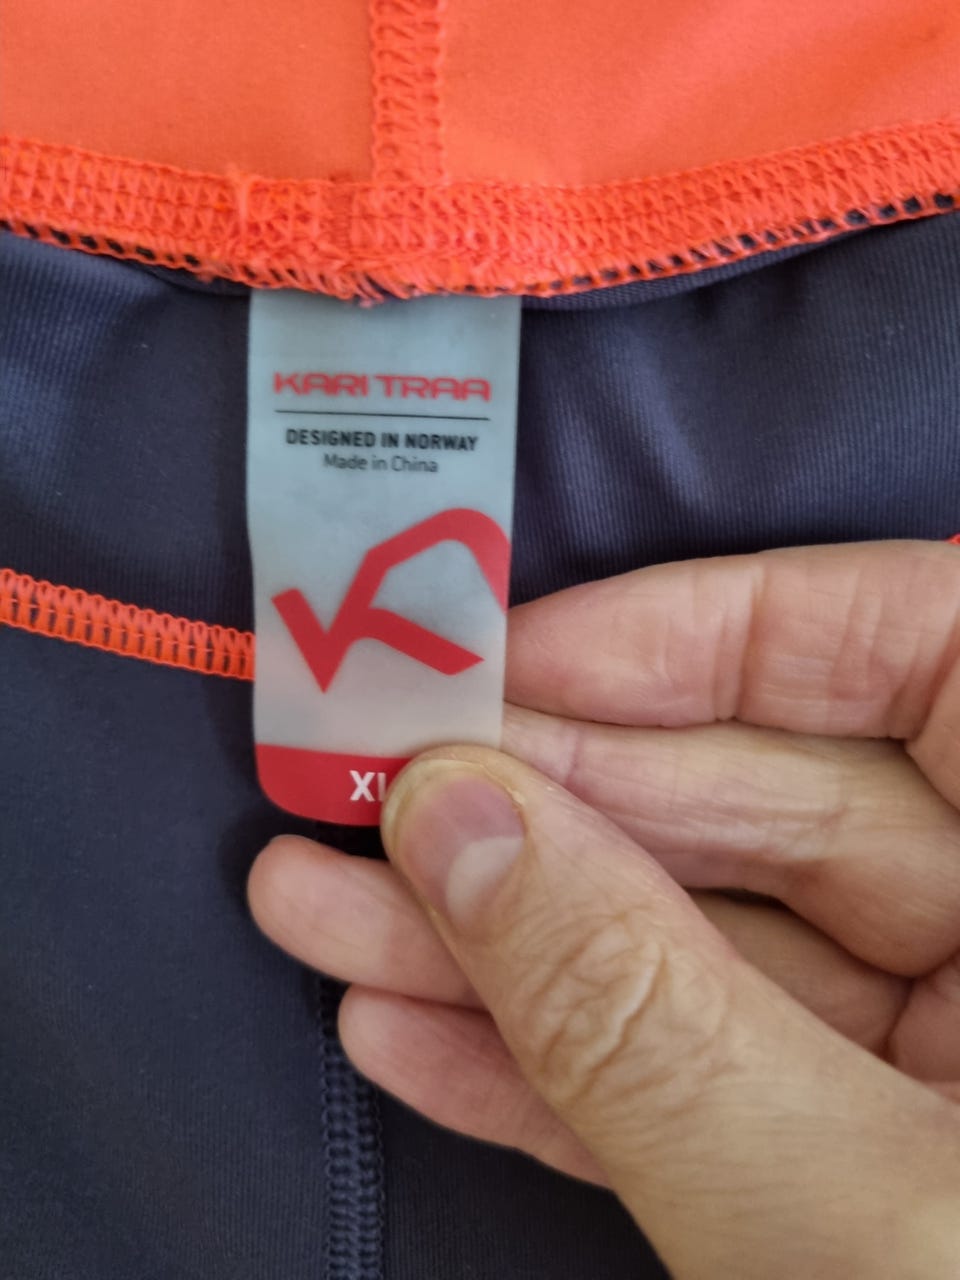 KARI TRAA
DESIGNED IN NORWAY
Made in China
XL